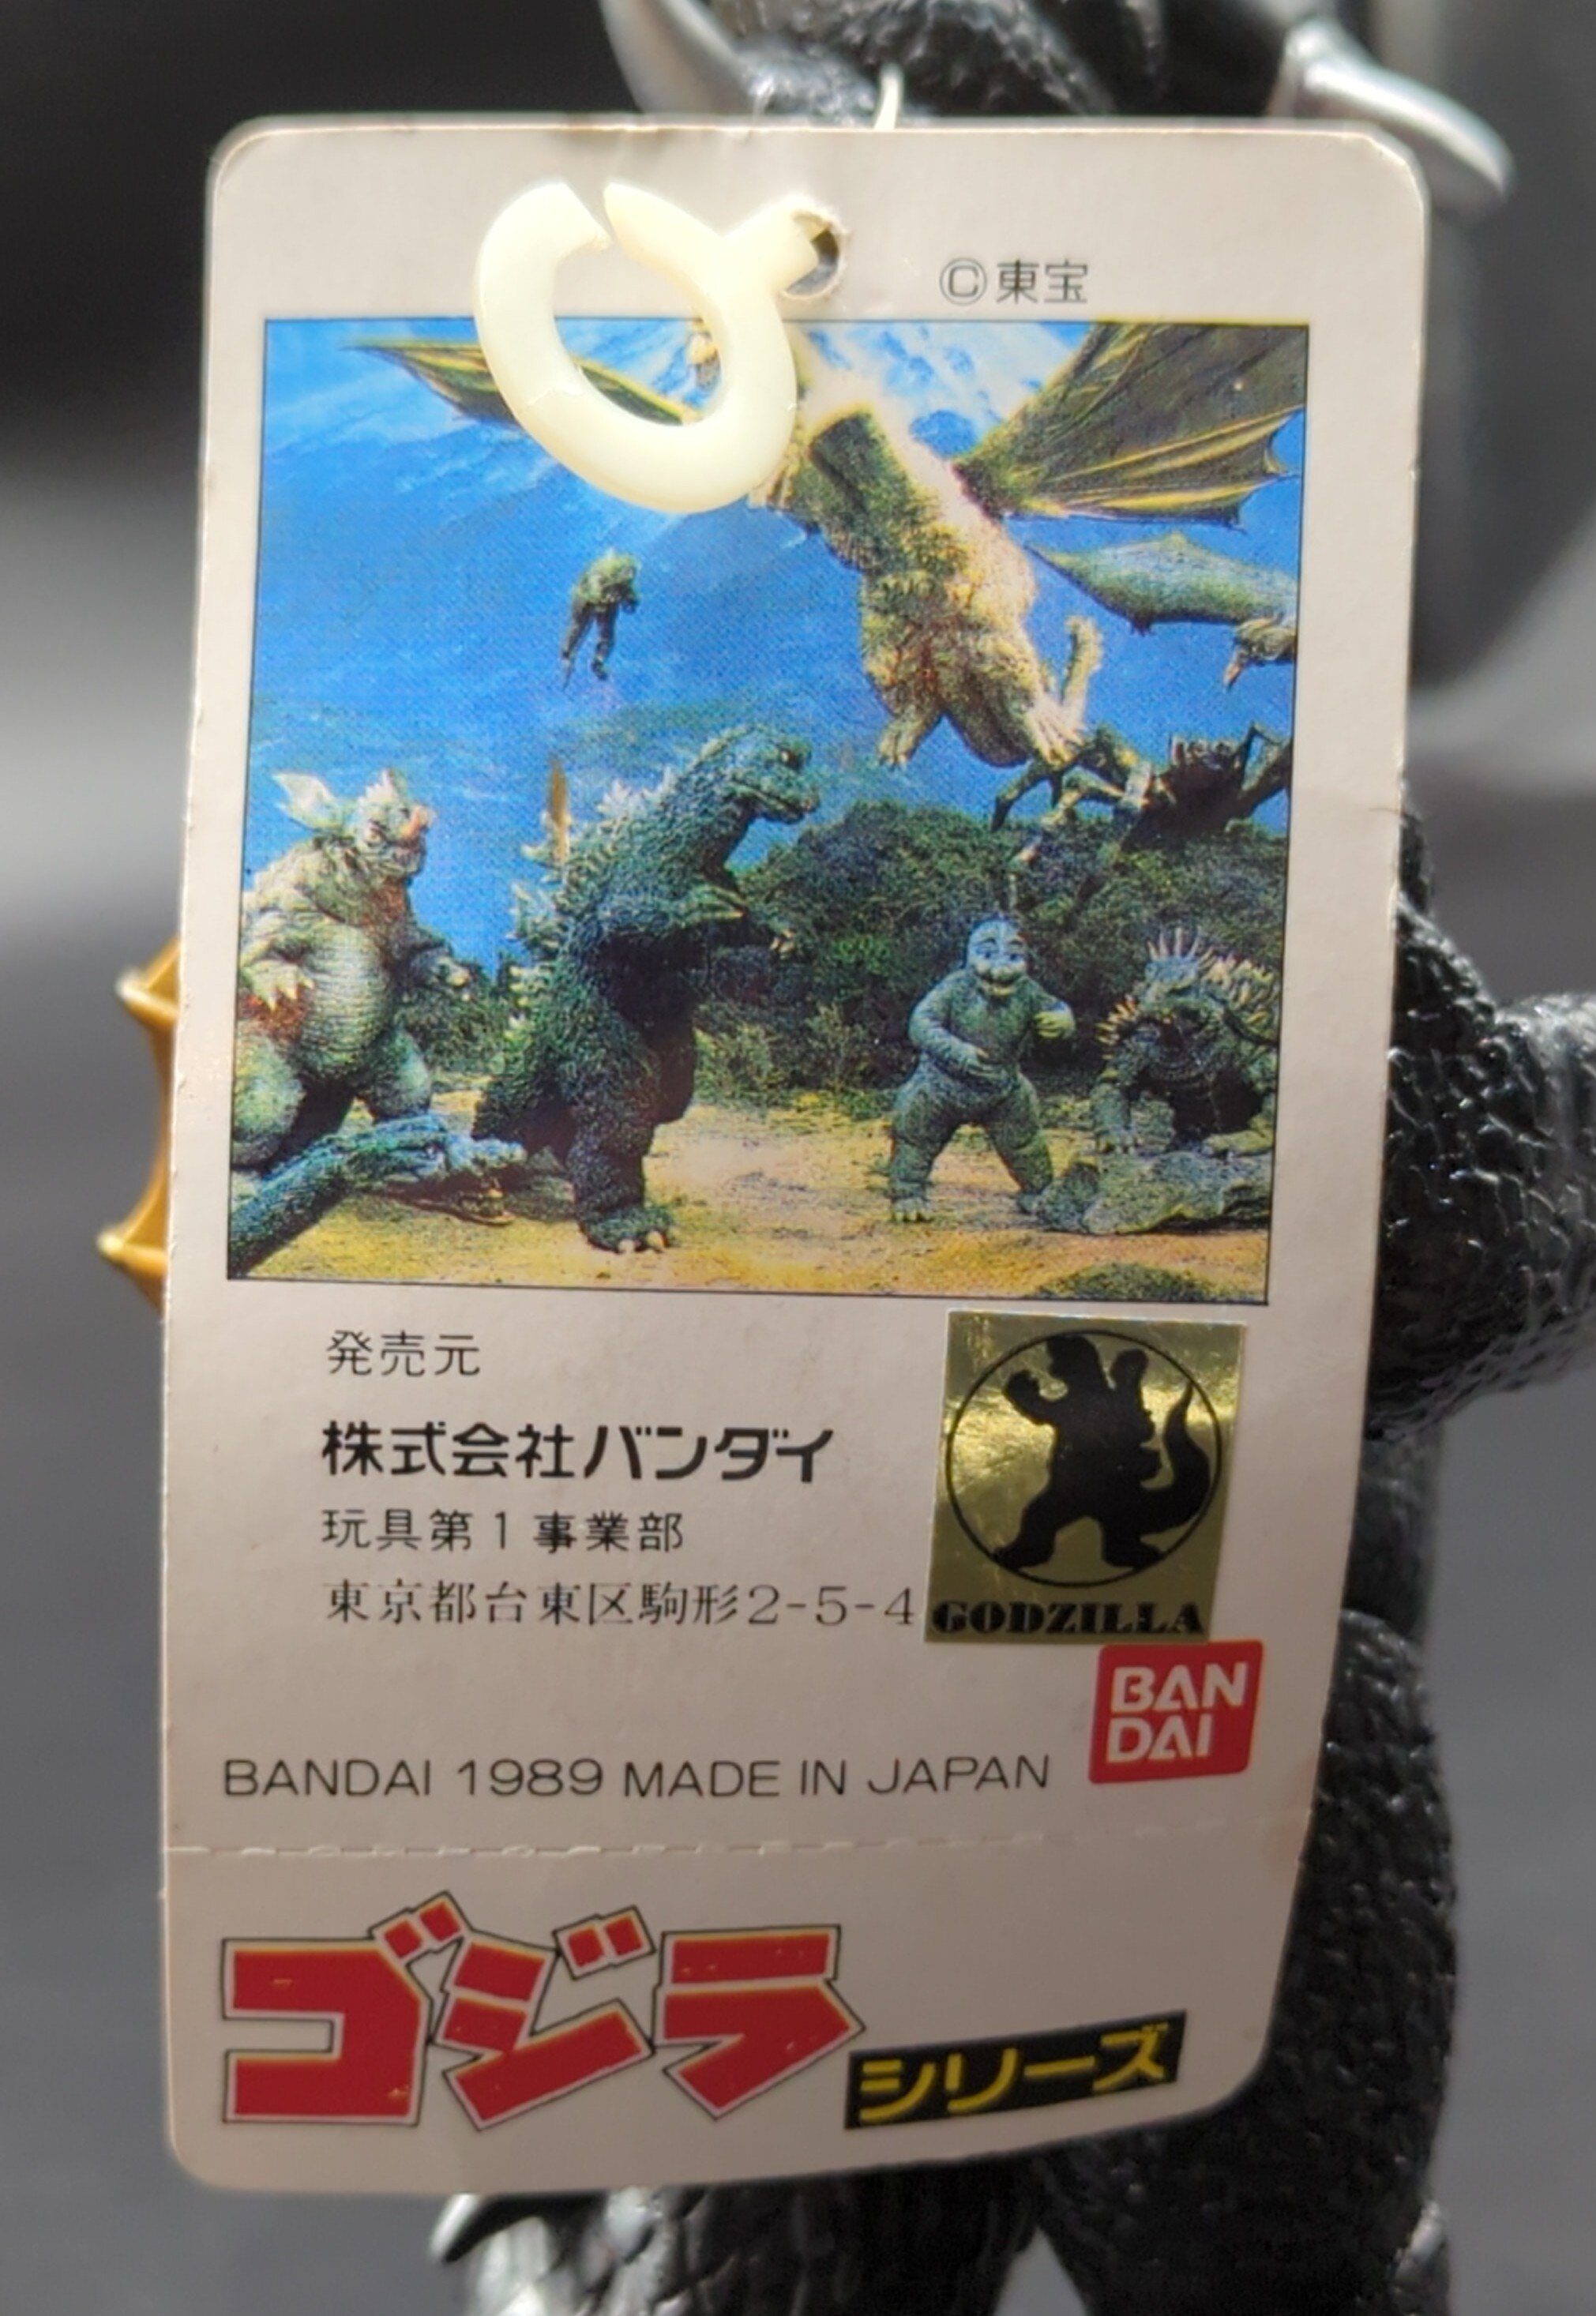 ©東宝
発売元
株式会社バンダイ
玩具第1事業部
東京都台東区駒形2-5-4
GODZILLA
BAN
DAI
BANDAI 1989 MADE IN JAPAN
ゴジラ
シリーズ